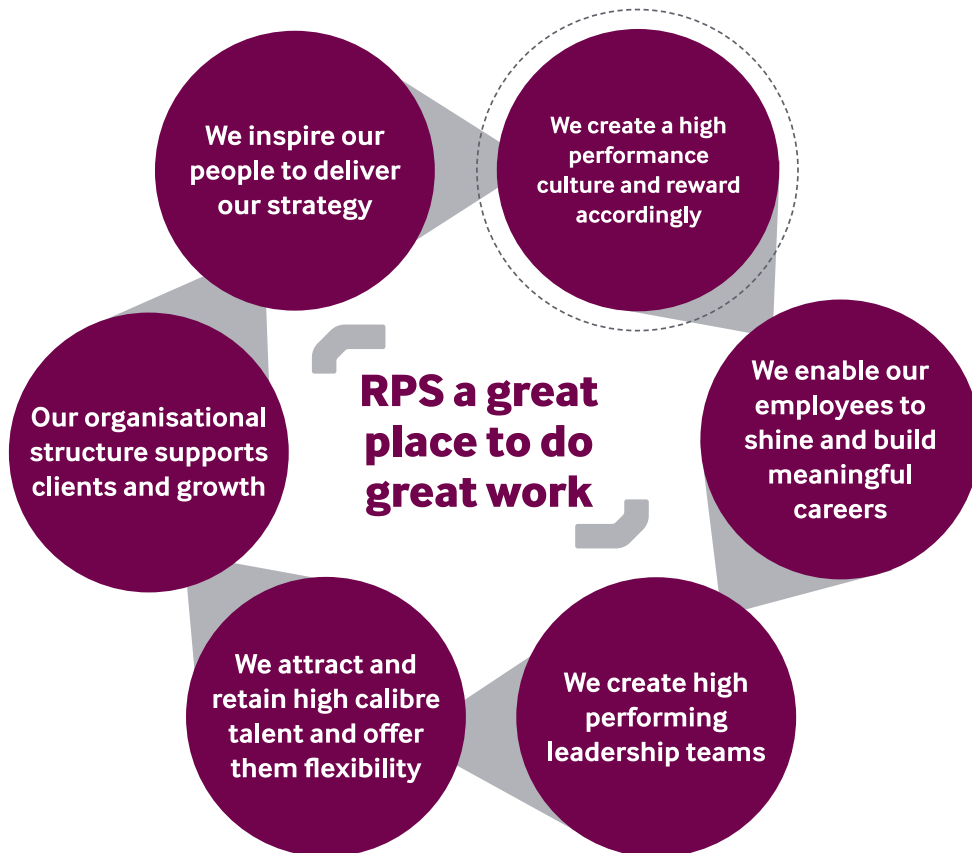 We inspire our
people to deliver
our strategy
We create a high
performance
culture and reward
accordingly
We enable our
employees to
shine and build
meaningful
careers
We create high
performing
leadership teams
We attract and
retain high calibre
talent and offer
them flexibility
Our organisational
structure supports
clients and growth
RPS a great
place to do
great work